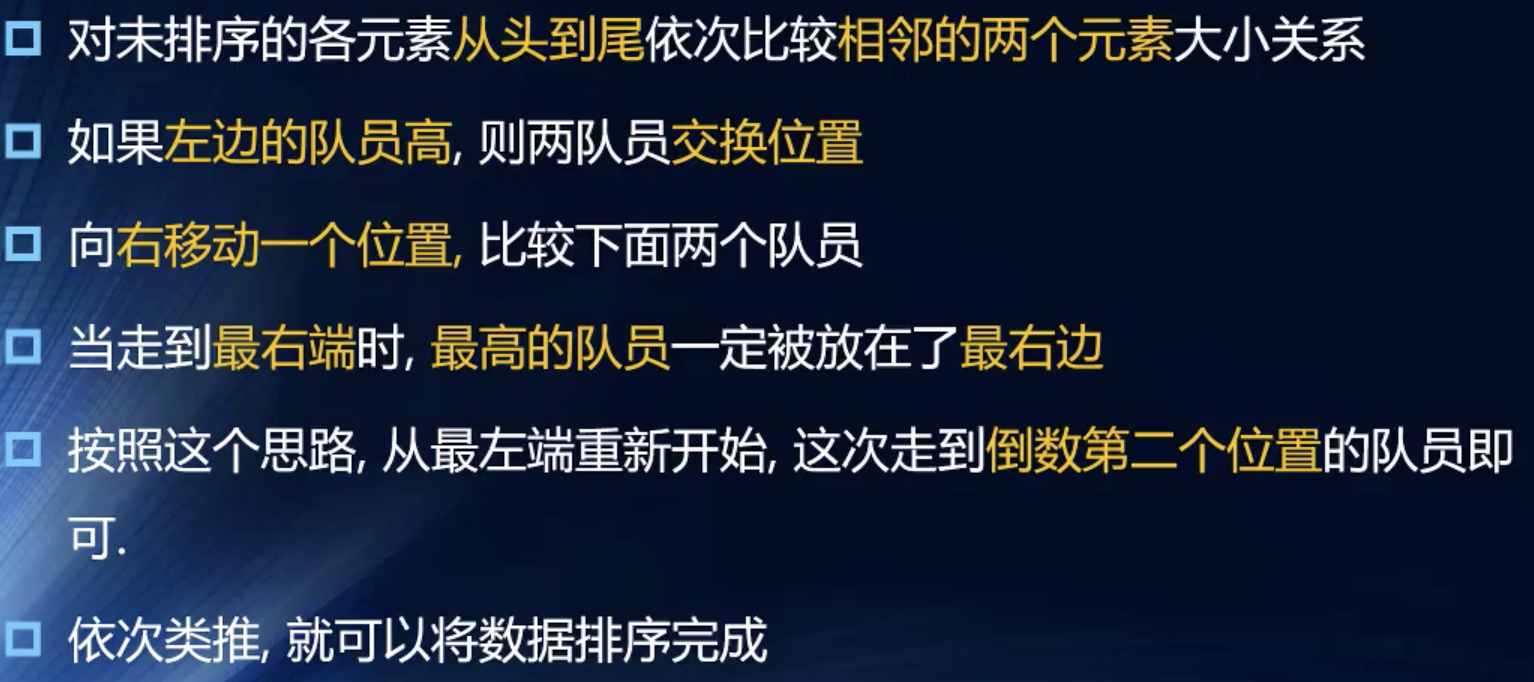 对未排序的各元素从头到尾依次比较相邻的两个元素大小关系
如果左边的队员高, 则两队员交换位置
向右移动一个位置, 比较下面两个队员
当走到最右端时, 最高的队员一定被放在了最右边
按照这个思路, 从最左端重新开始, 这次走到倒数第二个位置的队员即
可.
依次类推, 就可以将数据排序完成